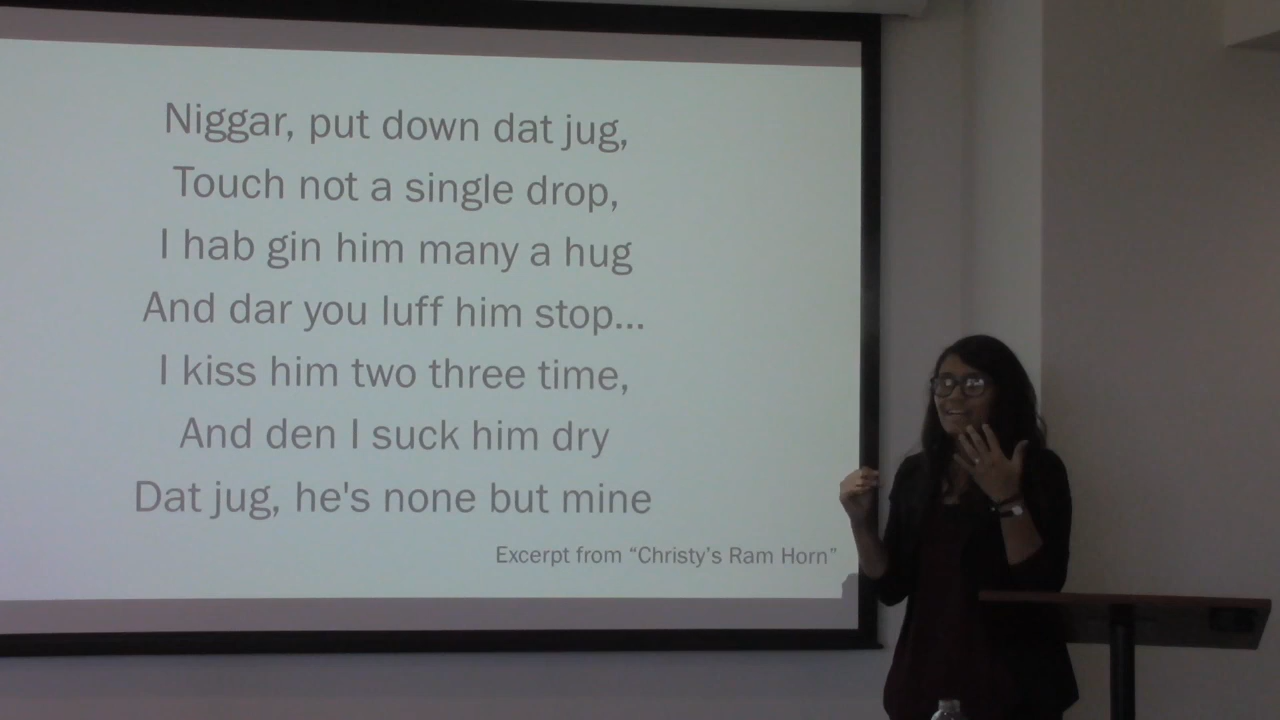 Niggar, put down dat jug,
Touch not a single drop,
I hab gin him many a hug
And dar you luff him stop...
I kiss him two three time,
And den I suck him dry
Dat jug, he's none but mine
Excerpt from “Christy's Ram Horn”